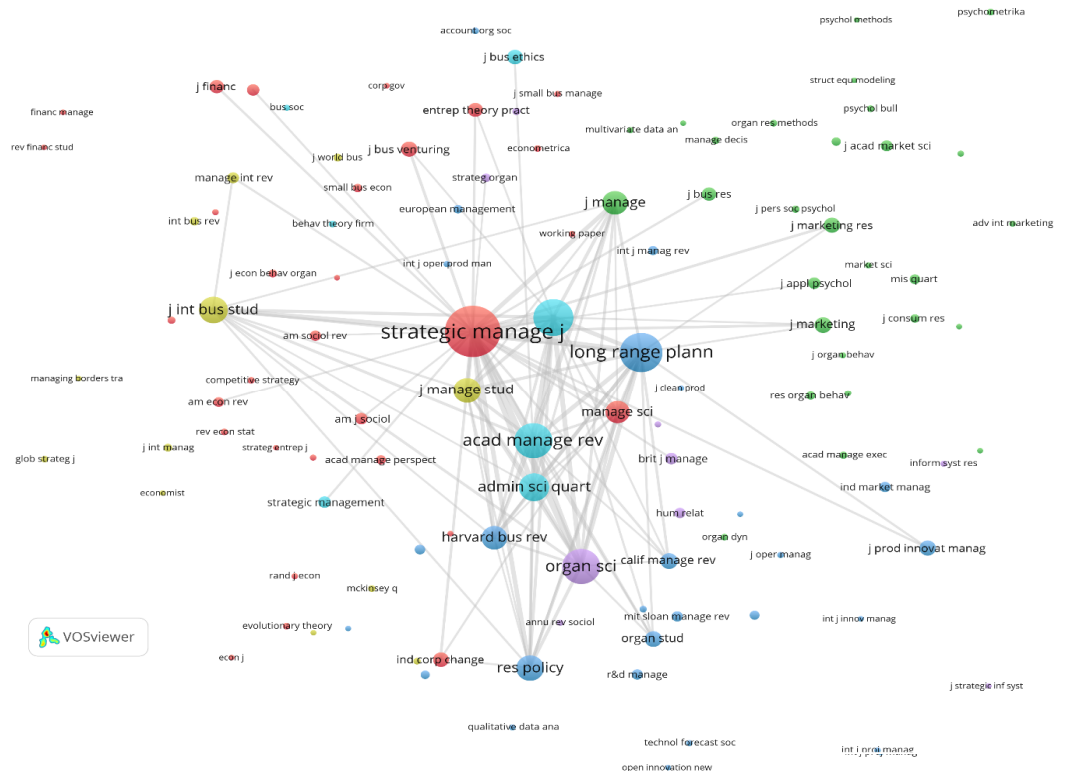 psychol methods
psychometrika
account org soc
j bus ethics
struct equ modeling
j financ
corp gov
j small bus manage
bus soc
entrep theory pract
psychol bull
financ manage
multivariate data an
organ res methods
manage decis
j acad market sci
rev financ stud
j bus venturing
econometrica
j world bus
manage int rev
strateg organ
small bus econ
j bus res
j manage
european management
j pers soc psychol
int bus rev
behav theory firm
j marketing res
adv int marketing
working paper
int j manag rev
int j oper prod man
market sci
j econ behav organ
j appl psychol
mis quart
j int bus stud
strategic manage j
j marketing
j consum res
am sociol rev
long range plann
j organ behav
managing borders tra
competitive strategy
j manage stud
j clean prod
res organ behav
am econ rev
manage sci
am j sociol
rev econ stat
acad manage rev
j int manag
strateg entrep j
glob strateg j
acad manage perspect
brit j manage
acad manage exec
inform syst res
admin sci quart
ind market manag
economist
strategic management
hum relat
harvard bus rev
organ dyn
j prod innovat manag
j oper manag
organ sci
calif manage rev
rand j econ
mckinsey q
annu rev sociol
mit sloan manage rev
int j innov manag
evolutionary theory
organ stud
econ j
ind corp change
res policy
r&d manage
j strategic inf syst
qualitative data ana
technol forecast soc
int j proj manag
open innovation new
VOSviewer